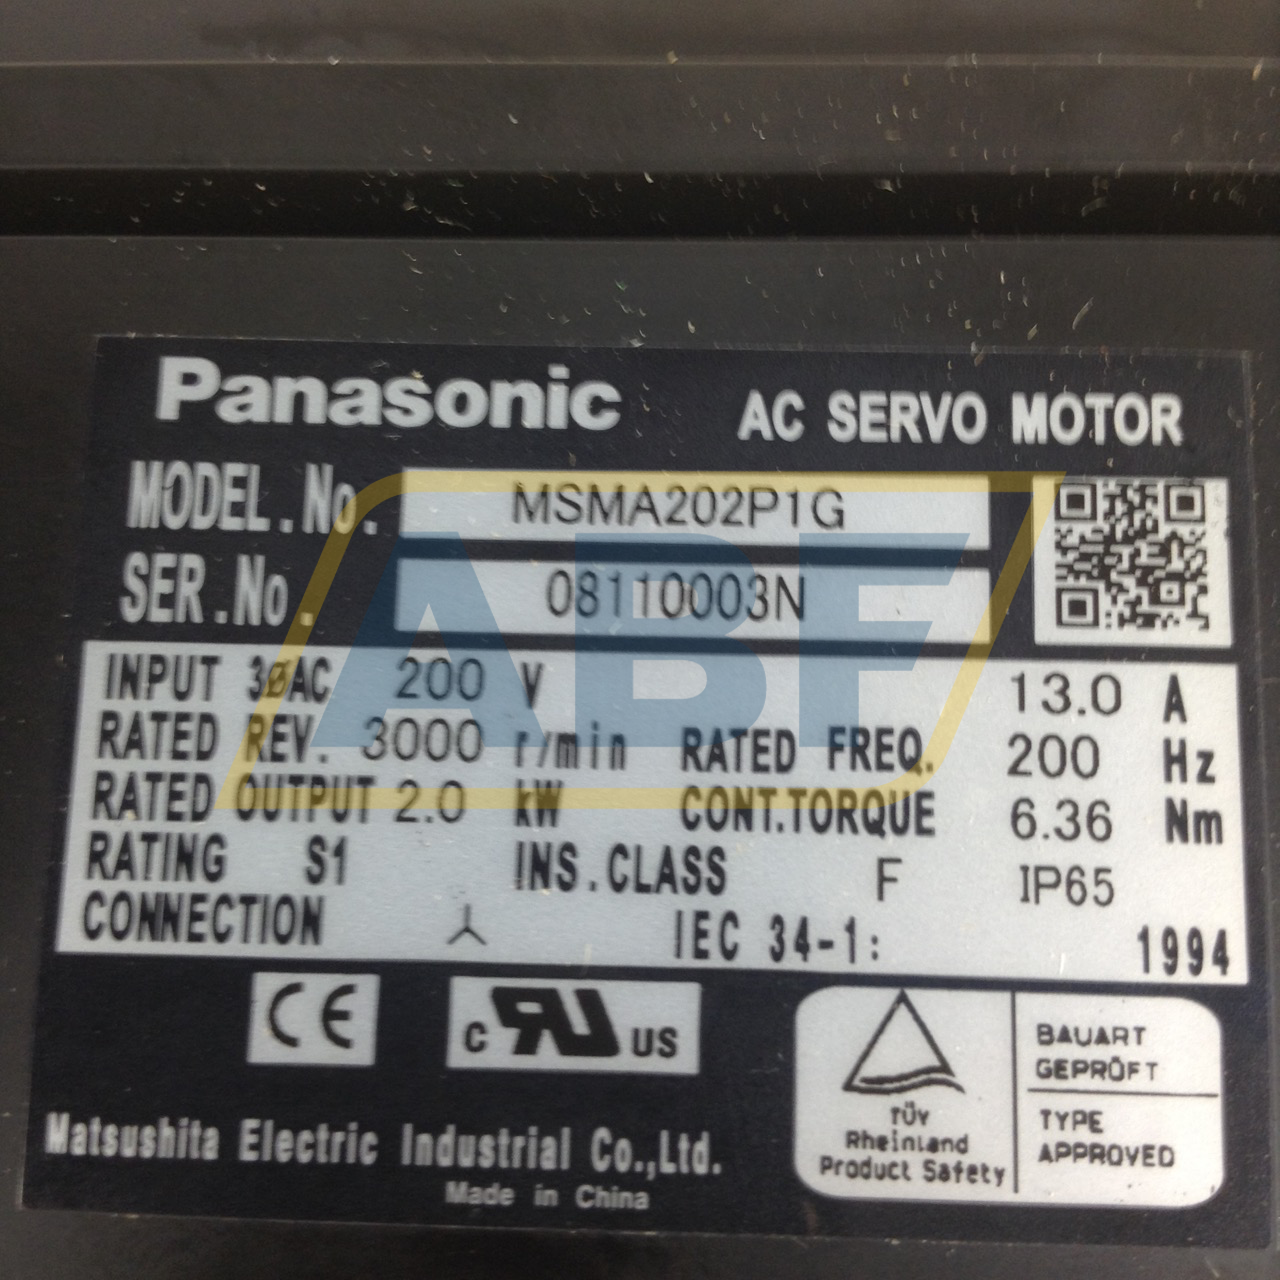 Panasonic AC SERVO MOTOR
MODEL.No. MSMA202P1G
SER.No. 08110003N
INPUT 3ØAC 200 V 13.0 A
RATED REV. 3000 r/min RATED FREQ. 200 Hz
RATED OUTPUT 2.0 kW CONT.TORQUE 6.36 Nm
RATING S1 INS.CLASS F IP65
CONNECTION IEC 34-1: 1994
CE
c RU US
TÜV
Rheinland
Product Safety
BAUART
GEPRÜFT
TYPE
APPROVED
Matsushita Electric Industrial Co.,Ltd.
Made in China
ABF